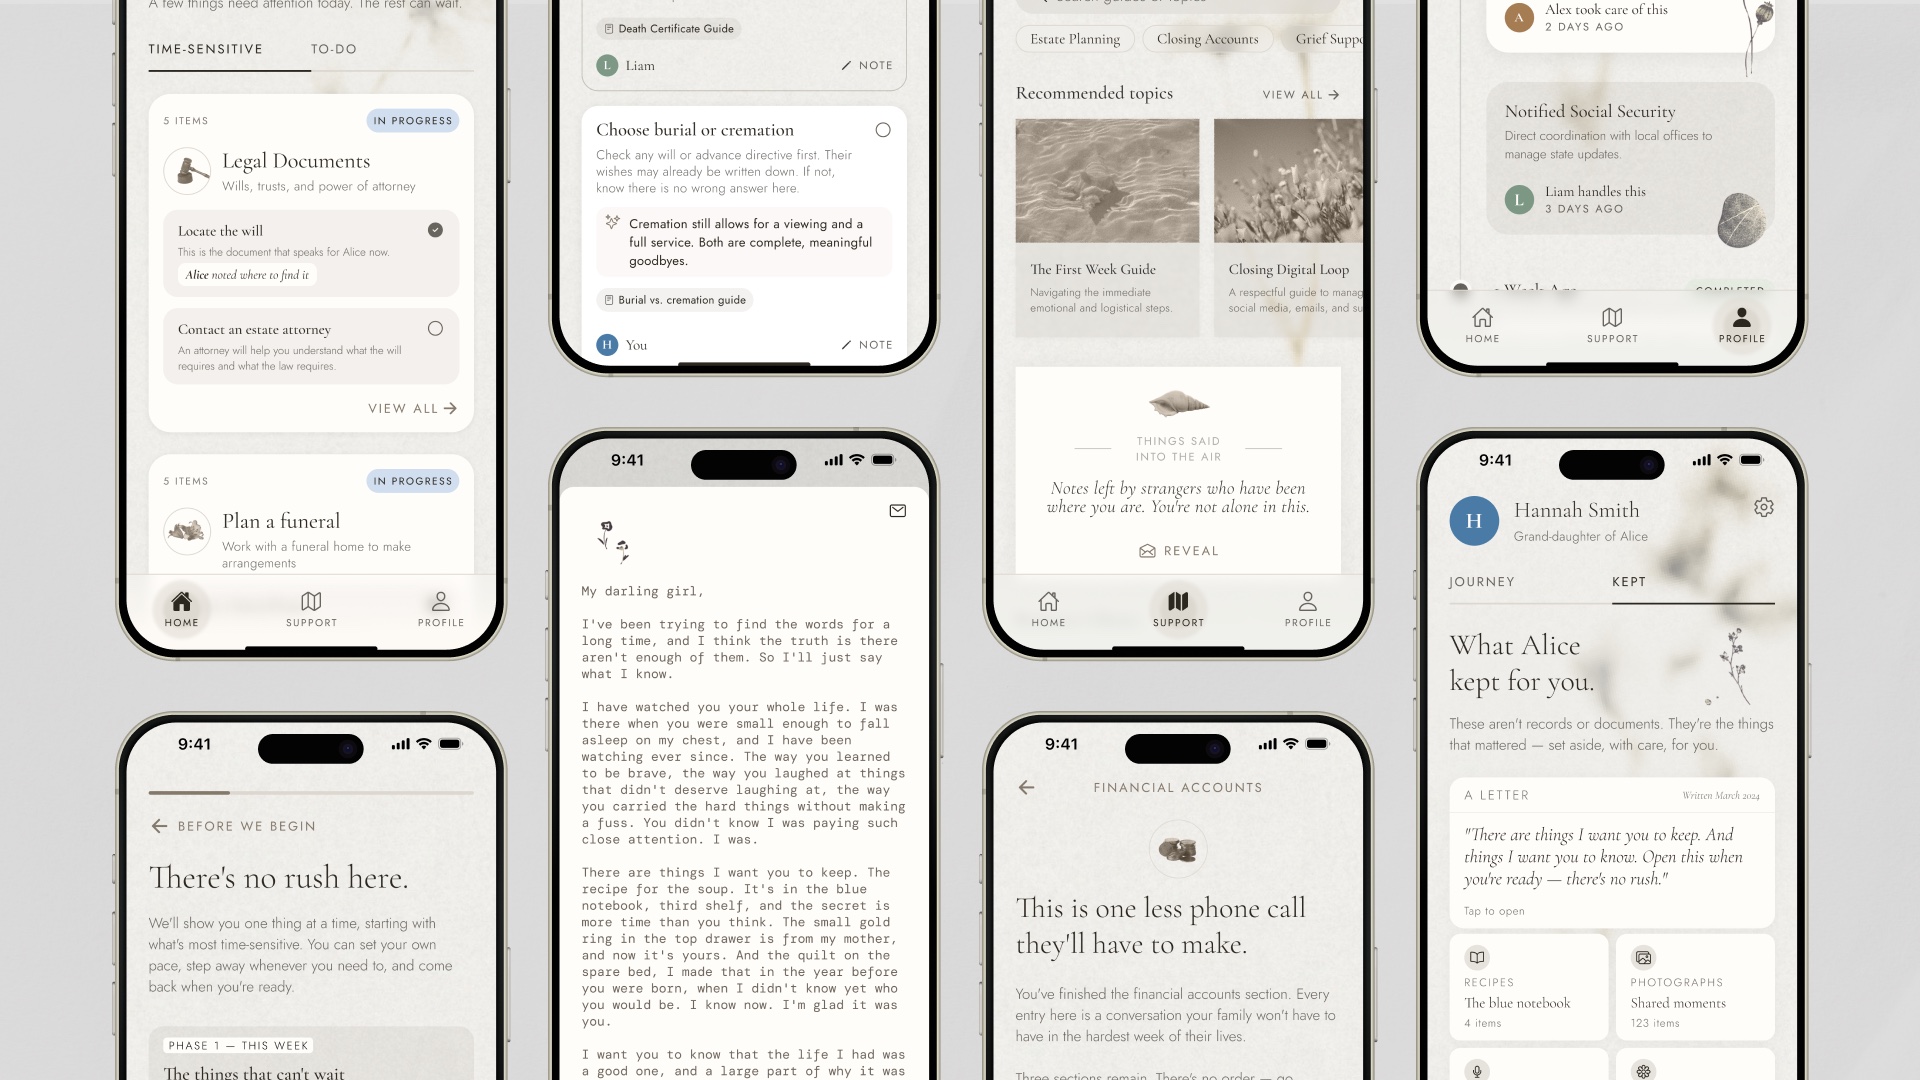 A few things need attention today. The rest can wait.
TIME-SENSITIVE
TO-DO
5 ITEMS
IN PROGRESS
Legal Documents
Wills, trusts, and power of attorney
Locate the will
This is the document that speaks for Alice now.
Alice noted where to find it
Contact an estate attorney
An attorney will help you understand what the will
requires and what the law requires.
VIEW ALL
5 ITEMS
IN PROGRESS
Plan a funeral
Work with a funeral home to make
arrangements
HOME
SUPPORT
PROFILE
9:41
BEFORE WE BEGIN
There's no rush here.
We'll show you one thing at a time, starting with
what's most time-sensitive. You can set your own
pace, step away whenever you need to, and come
back when you're ready.
PHASE 1 — THIS WEEK
The things that can't wait
Death Certificate Guide
L
Liam
NOTE
Choose burial or cremation
Check any will or advance directive first. Their
wishes may already be written down. If not,
know there is no wrong answer here.
Cremation still allows for a viewing and a
full service. Both are complete, meaningful
goodbyes.
Burial vs. cremation guide
H
You
NOTE
9:41
My darling girl,
I've been trying to find the words for a
long time, and I think the truth is there
aren't enough of them. So I'll just say
what I know.
I have watched you your whole life. I was
there when you were small enough to fall
asleep on my chest, and I have been
watching ever since. The way you learned
to be brave, the way you laughed at things
that didn't deserve laughing at, the way
you carried the hard things without making
a fuss. You didn't know I was paying such
close attention. I was.
There are things I want you to keep. The
recipe for the soup. It's in the blue
notebook, third shelf, and the secret is
more time than you think. The small gold
ring in the top drawer is from my mother,
and now it's yours. And the quilt on the
spare bed, I made that in the year before
you were born, when I didn't know yet who
you would be. I know now. I'm glad it was
you.
I want you to know that the life I had was
a good one, and a large part of why it was
Search guides or topics
Estate Planning
Closing Accounts
Grief Suppo
Recommended topics
VIEW ALL
The First Week Guide
Navigating the immediate
emotional and logistical steps.
Closing Digital Loop
A respectful guide to manag
social media, emails, and su
THINGS SAID
INTO THE AIR
Notes left by strangers who have been
where you are. You're not alone in this.
REVEAL
HOME
SUPPORT
PROFILE
9:41
FINANCIAL ACCOUNTS
This is one less phone call
they'll have to make.
You've finished the financial accounts section. Every
entry here is a conversation your family won't have to
have in the hardest week of their lives.
Three sections remain. There's no order — go
A
Alex took care of this
2 DAYS AGO
Notified Social Security
Direct coordination with local offices to
manage state updates.
L
Liam handles this
3 DAYS AGO
Week Ago
COMPLETED
HOME
SUPPORT
PROFILE
9:41
H
Hannah Smith
Grand-daughter of Alice
JOURNEY
KEPT
What Alice
kept for you.
These aren't records or documents. They're the things
that mattered — set aside, with care, for you.
A LETTER
Written March 2024
"There are things I want you to keep. And
things I want you to know. Open this when
you're ready — there's no rush."
Tap to open
RECIPES
The blue notebook
4 items
PHOTOGRAPHS
Shared moments
123 items